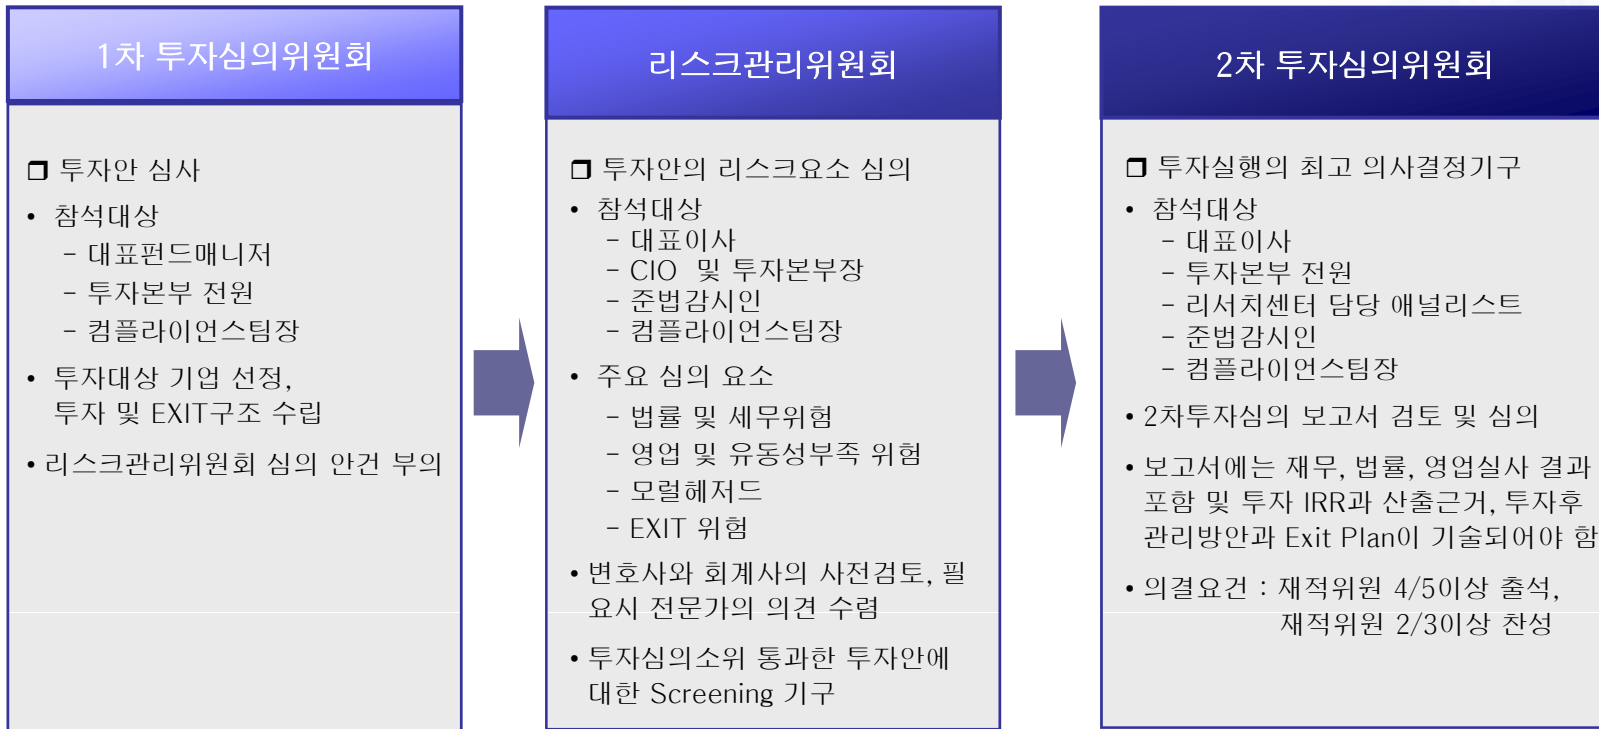 1차 투자심의위원회
❐ 투자안 심사
• 참석대상
- 대표펀드매니저
- 투자본부 전원
- 컴플라이언스팀장
• 투자대상 기업 선정,
투자 및 EXIT구조 수립
• 리스크관리위원회 심의 안건 부의
리스크관리위원회
❐ 투자안의 리스크요소 심의
• 참석대상
- 대표이사
- CIO 및 투자본부장
- 준법감시인
- 컴플라이언스팀장
• 주요 심의 요소
- 법률 및 세무위험
- 영업 및 유동성부족 위험
- 모럴헤저드
- EXIT 위험
• 변호사와 회계사의 사전검토, 필
요시 전문가의 의견 수렴
• 투자심의소위 통과한 투자안에
대한 Screening 기구
2차 투자심의위원회
❐ 투자실행의 최고 의사결정기구
• 참석대상
- 대표이사
- 투자본부 전원
- 리서치센터 담당 애널리스트
- 준법감시인
- 컴플라이언스팀장
• 2차투자심의 보고서 검토 및 심의
• 보고서에는 재무, 법률, 영업실사 결과
포함 및 투자 IRR과 산출근거, 투자후
관리방안과 Exit Plan이 기술되어야 함
• 의결요건 : 재적위원 4/5이상 출석,
재적위원 2/3이상 찬성